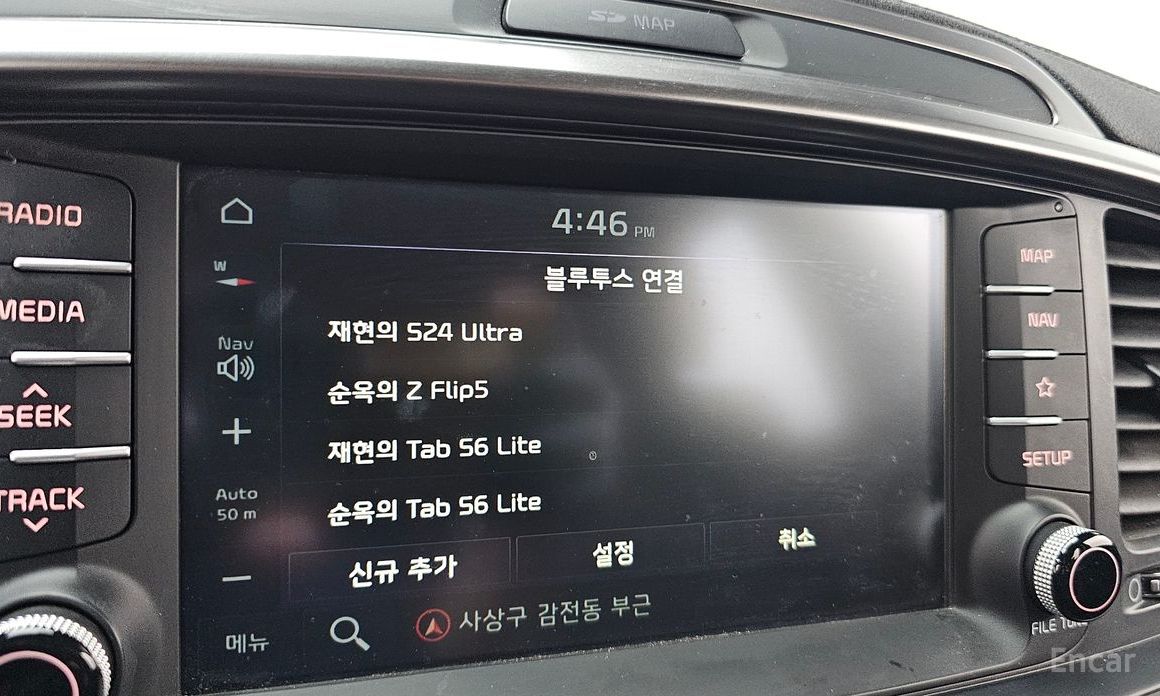 SD MAP
RADIO
MEDIA
SEEK
TRACK
4:46 PM
W
Nav
Auto
50 m
메뉴
블루투스 연결
재현의 S24 Ultra
순옥의 Z Flip5
재현의 Tab S6 Lite
순옥의 Tab S6 Lite
신규 추가
설정
취소
사상구 감전동 부근
MAP
NAV
SETUP
FILE TUNE
Encar